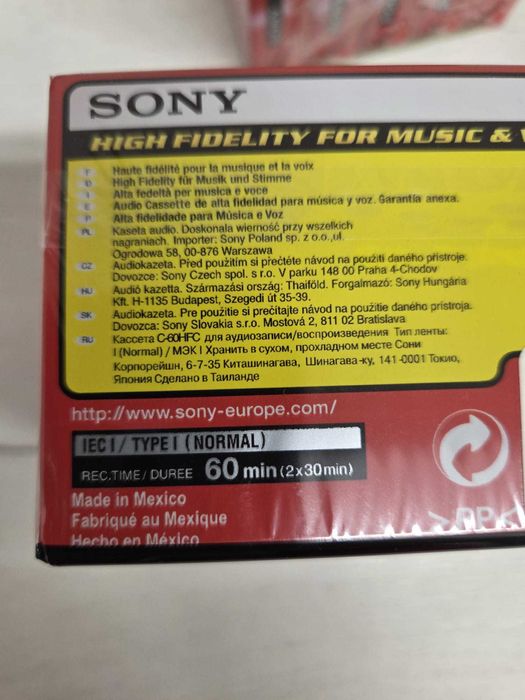 SONY
HIGH FIDELITY FOR MUSIC &
F Haute fidélité pour la musique et la voix
D High Fidelity für Musik und Stimme
I Alta fedeltà per musica e voce
E Audio Cassette de alta fidelidad para música y voz. Garantía anexa.
P Alta fidelidade para Música e Voz
PL Kaseta audio. Doskonała wierność przy wszelkich
nagraniach. Importer: Sony Poland sp. z o.o.,ul.
Ogrodowa 58, 00-876 Warszawa
CZ Audiokazeta. Před použitím si přečtěte návod na použití daného přístroje.
Dovozce: Sony Czech spol. s r.o. V parku 148 00 Praha 4-Chodov
HU Audió kazetta. Származási ország: Thaiföld. Forgalmazó: Sony Hungária
Kft. H-1135 Budapest, Szegedi út 35-39.
SK Audiokazeta. Pre použitie si prečítajte návod na použitie daného prístroja.
Dovozca: Sony Slovakia s.r.o. Mostová 2, 811 02 Bratislava
RU Кассета C-60HFC для аудиозаписи/воспроизведения Тип ленты:
I (Normal) / МЭК I Хранить в сухом, прохладном месте Сони
Корпорейшн, 6-7-35 Киташинагава, Шинагава-ку, 141-0001 Токио,
Япония Сделано в Таиланде
http://www.sony-europe.com/
IEC I / TYPE I (NORMAL)
REC.TIME / DUREE 60 min (2x30min)
Made in Mexico
Fabriqué au Mexique
Hecho en México
>PP<